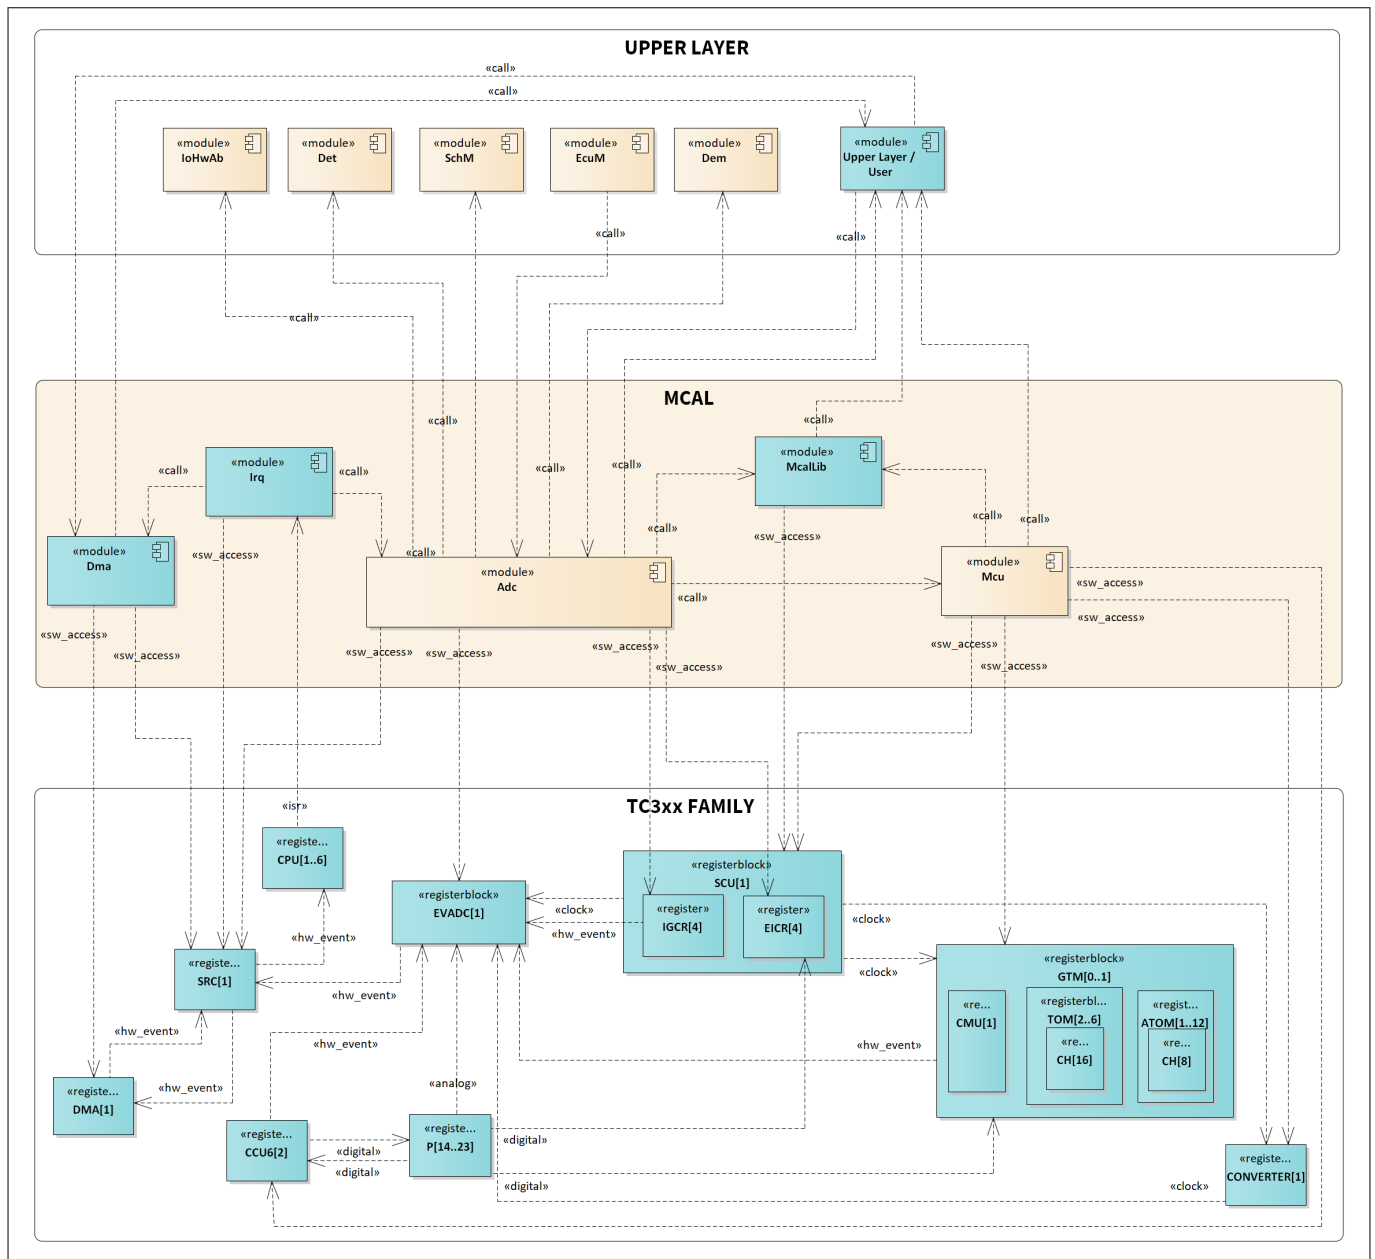 UPPER LAYER
«call»
«call»
«module»
IoHwAb
«module»
Det
«module»
SchM
«module»
EcuM
«module»
Dem
«module»
Upper Layer /
User
«call»
«call»
«call»
MCAL
«call»
«call»
«module»
Irq
«call»
«call»
«call»
«call»
«module»
McalLib
«module»
Dma
«sw_access»
«call»
«module»
Adc
«call»
«sw_access»
«call»
«call»
«module»
Mcu
«call»
«sw_access»
«sw_access»
«sw_access»
«sw_access»
«sw_access»
«sw_access»
«sw_access»
«sw_access»
«sw_access»
«sw_access»
TC3xx FAMILY
«isr»
«registe...
CPU[1..6]
«registerblock»
EVADC[1]
«registerblock»
SCU[1]
«register»
IGCR[4]
«register»
EICR[4]
«clock»
«hw_event»
«clock»
«clock»
«hw_event»
«registe...
SRC[1]
«hw_event»
«registerblock»
GTM[0..1]
«re...
CMU[1]
«registerbl...
TOM[2..6]
«re...
CH[16]
«regist...
ATOM[1..12]
«re...
CH[8]
«hw_event»
«hw_event»
«hw_event»
«registe...
DMA[1]
«hw_event»
«analog»
«registe...
CCU6[2]
«digital»
«digital»
«registe...
P[14..23]
«digital»
«digital»
«clock»
«registe...
CONVERTER[1]